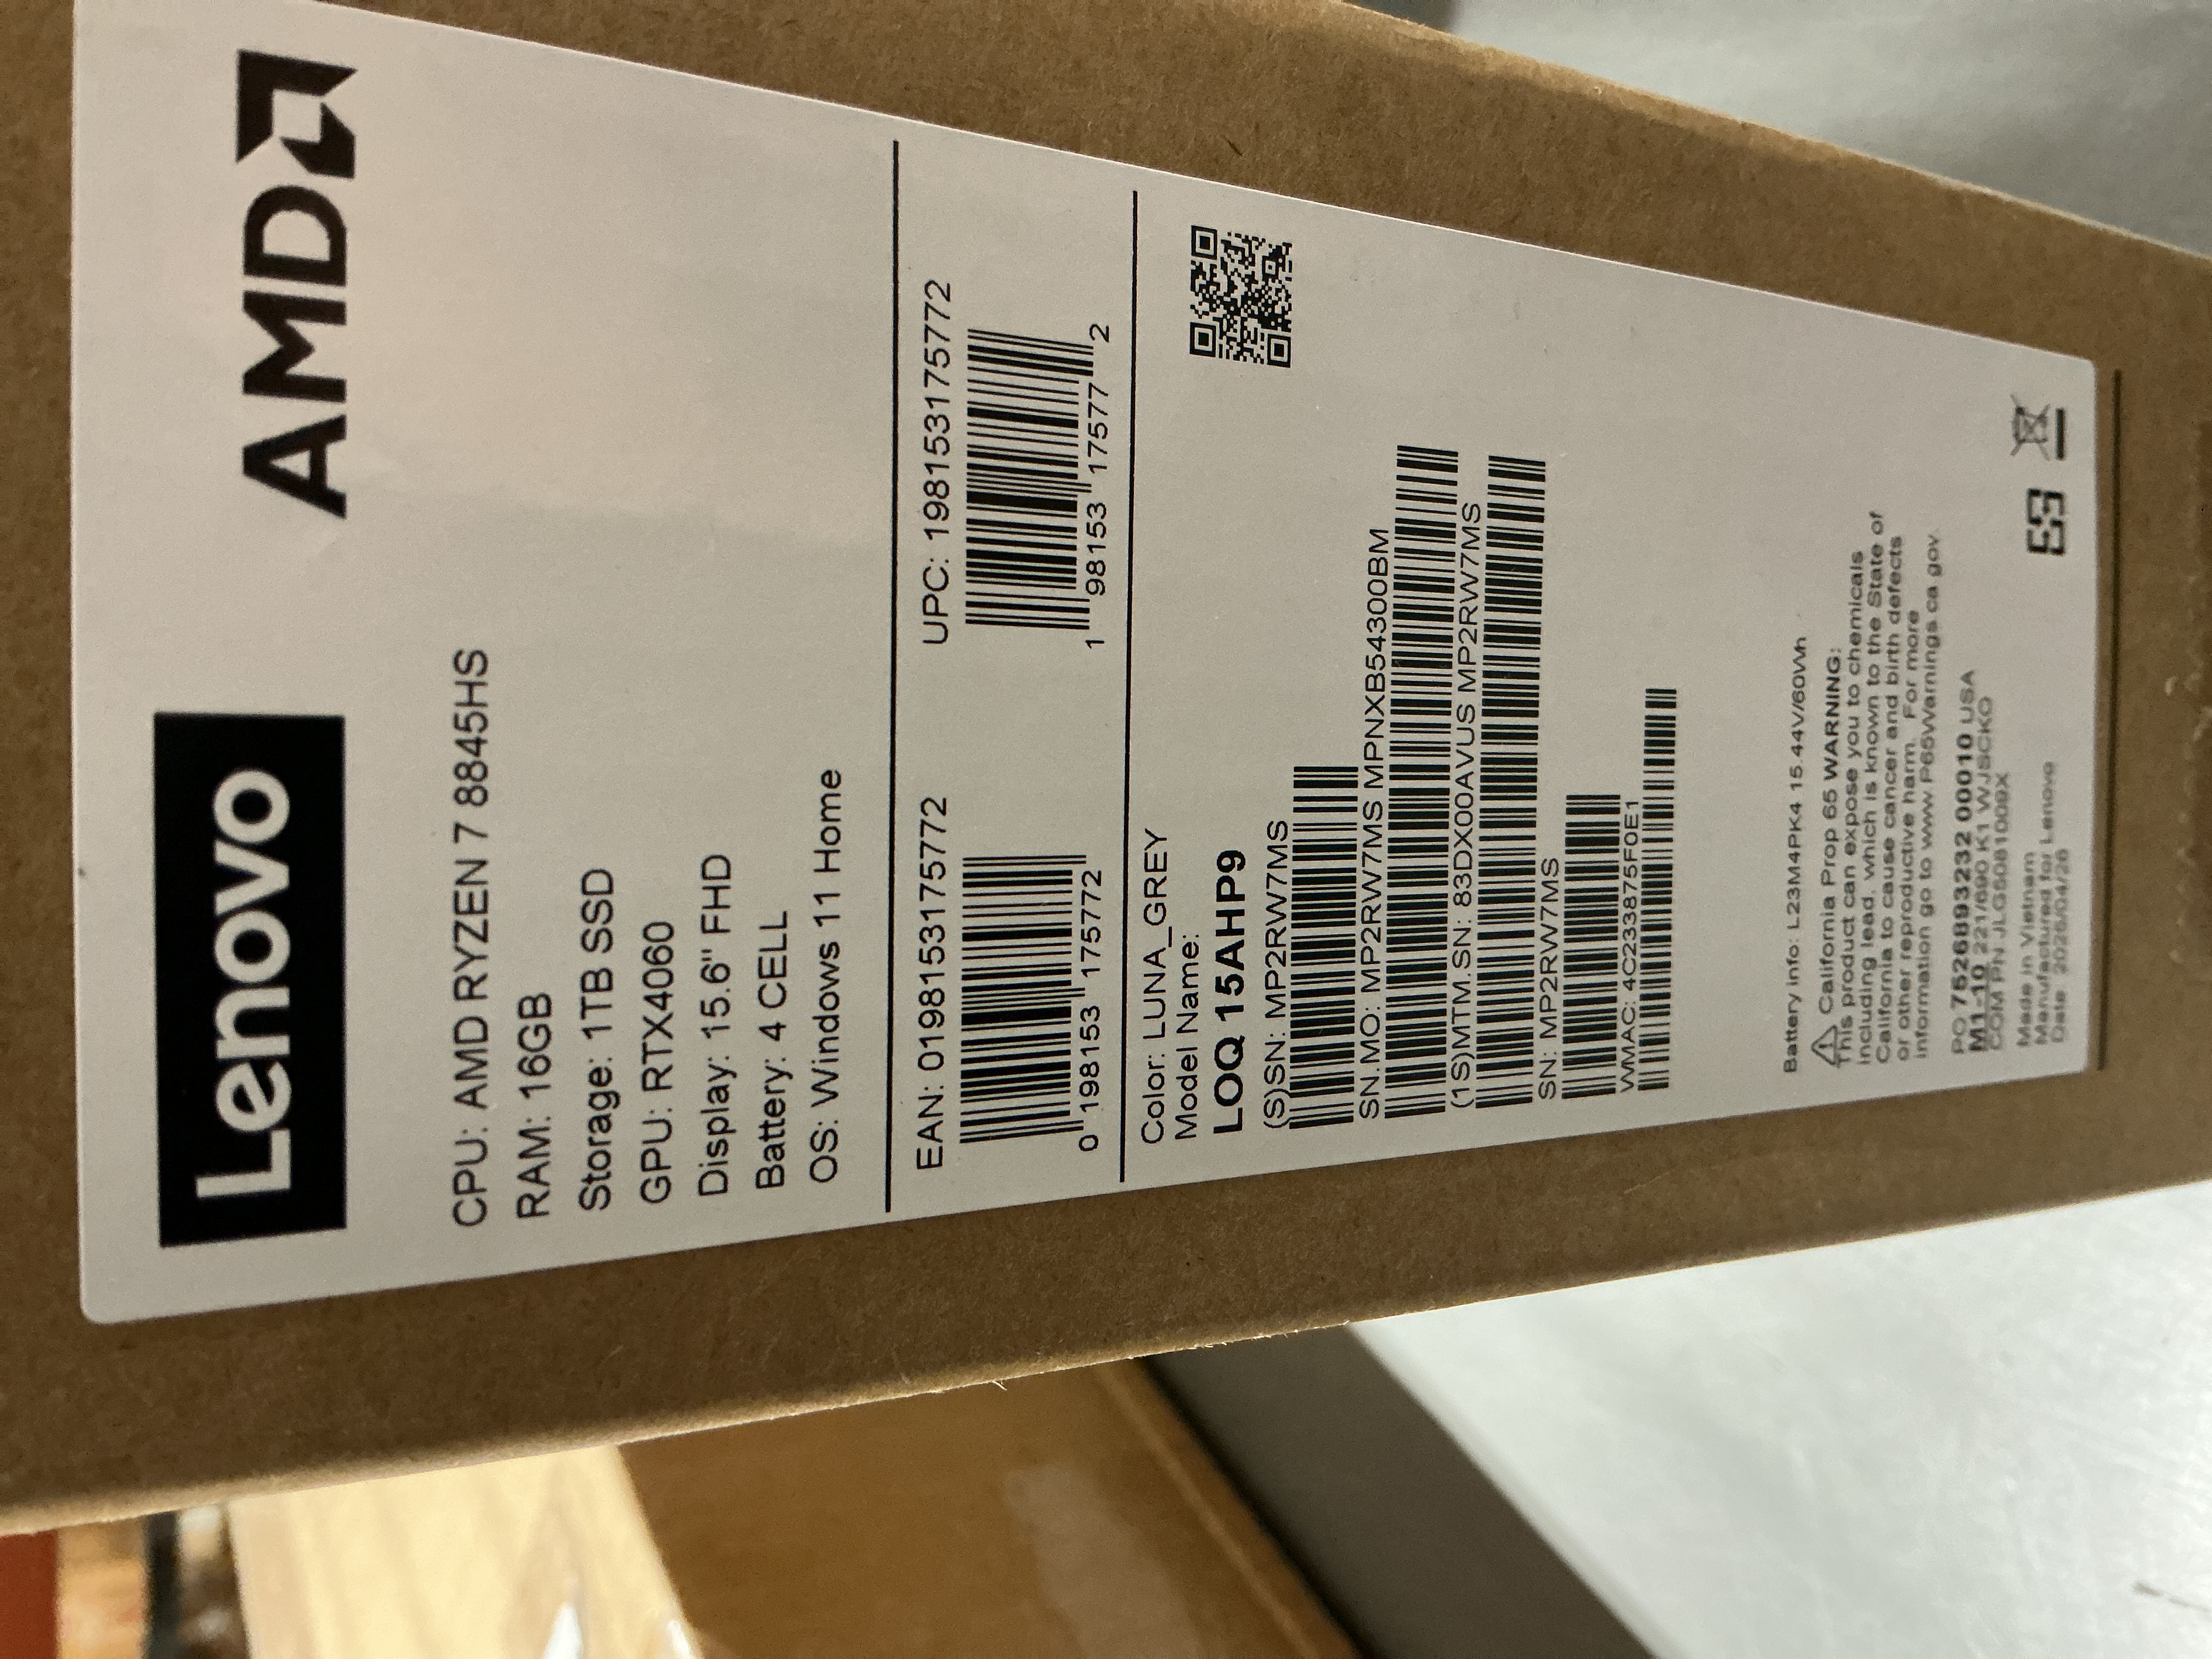 Lenovo
AMD
CPU: AMD RYZEN 7 8845HS
RAM: 16GB
Storage: 1TB SSD
GPU: RTX4060
Display: 15.6" FHD
Battery: 4 CELL
OS: Windows 11 Home
EAN: 0198153175772
0 198153 175772
UPC: 198153175772
1 98153 17577 2
Color: LUNA_GREY
Model Name:
LOQ 15AHP9
(S)SN: MP2RW7MS
SN.MO: MP2RW7MS MPNXB54300BM
(1S)MTM.SN: 83DX00AVUS MP2RW7MS
SN: MP2RW7MS
WMAC: 4C233875F0E1
Battery info: L23M4PK4 15.44V/60Wh
California Prop 65 WARNING:
This product can expose you to chemicals
including lead, which is known to the State of
California to cause cancer and birth defects
or other reproductive harm. For more
information go to www.P65Warnings.ca.gov.
PO 7526893232 00010 USA
M1-10 221/690 K1 WJSCKO
COM PN
Made in Vietnam
Manufactured for Lenovo
Date: